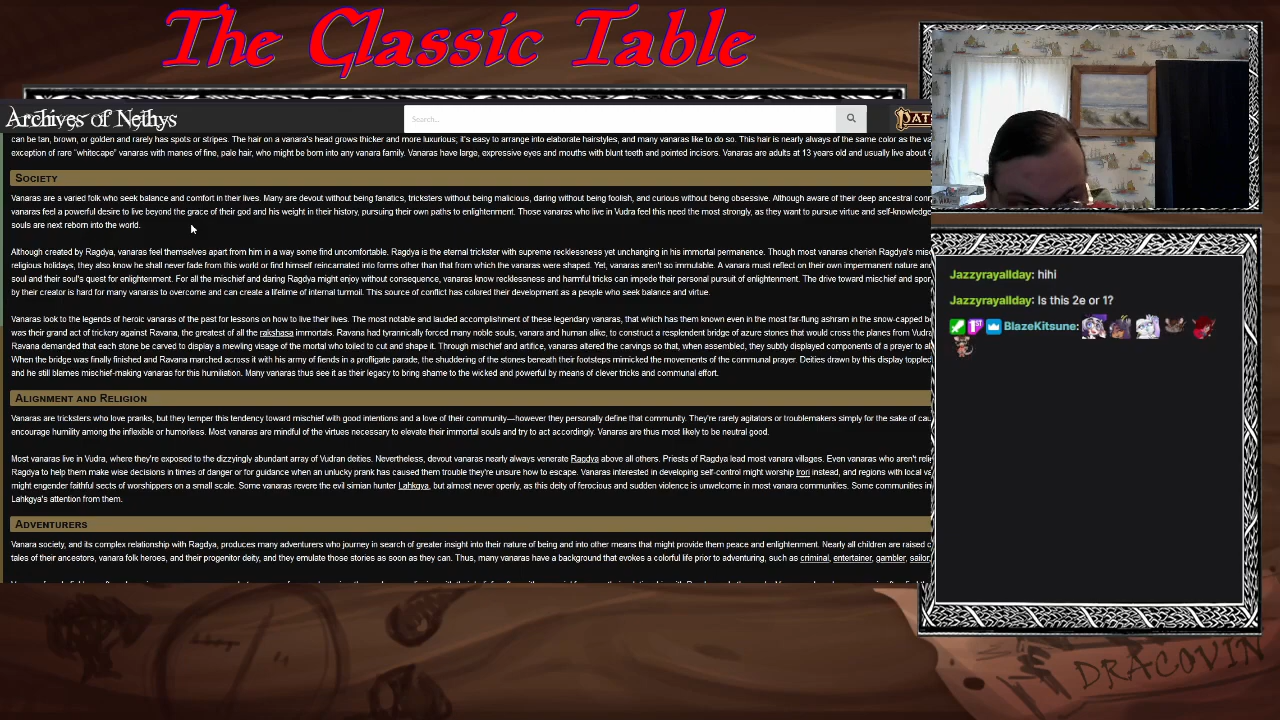 The Classic Table
Archives of Nethys
Search...
can be tan, brown, or golden and rarely has spots or stripes. The hair on a vanara's head grows thicker and more luxurious; it's easy to arrange into elaborate hairstyles, and many vanaras like to do so. This hair is nearly always of the same color as the va
exception of rare "whitecape" vanaras with manes of fine, pale hair, who might be born into any vanara family. Vanaras have large, expressive eyes and mouths with blunt teeth and pointed incisors. Vanaras are adults at 13 years old and usually live about 6
Society
Vanaras are a varied folk who seek balance and comfort in their lives. Many are devout without being fanatics, tricksters without being malicious, daring without being foolish, and curious without being obsessive. Although aware of their deep ancestral con
vanaras feel a powerful desire to live beyond the grace of their god and his weight in their history, pursuing their own paths to enlightenment. Those vanaras who live in Vudra feel this need the most strongly, as they want to pursue virtue and self-knowledge
souls are next reborn into the world.
Although created by Ragdya, vanaras feel themselves apart from him in a way some find uncomfortable. Ragdya is the eternal trickster with supreme recklessness yet unchanging in his immortal permanence. Though most vanaras cherish Ragdya's mis
religious holidays, they also know he shall never fade from this world or find himself reincarnated into forms other than that from which the vanaras were shaped. Yet, vanaras aren't so immutable. A vanara must reflect on their own impermanent nature and
soul and their soul's quest for enlightenment. For all the mischief and daring Ragdya might enjoy without consequence, vanaras know recklessness and harmful tricks can impede their personal pursuit of enlightenment. The drive toward mischief and spor
by their creator is hard for many vanaras to overcome and can create a lifetime of internal turmoil. This source of conflict has colored their development as a people who seek balance and truth.
Vanaras look to the legends of heroic vanaras of the past for lessons on how to live their lives. The most notable and lauded accomplishment of these legendary vanaras, that which has them known even in the most far-flung ashram in the snow-capped be
was their grand act of trickery against Ravana, the greatest of all the rakshasa immortals. Ravana had tyrannically forced many noble souls, vanara and human alike, to construct a resplendent bridge of azure stones that would cross the planes from Vudra
Ravana demanded that each stone be carved to display a mewling visage of the mortal who toiled to cut and shape it. Through mischief and artifice, vanaras altered the carvings so that, when assembled, they subtly displayed components of a prayer to al
When the bridge was finally finished and Ravana marched across it with his army of fiends in a profligate parade, the shuddering of the stones beneath their footsteps mimicked the movements of the communal prayer. Deities drawn by this display topple
and he still blames mischief-making vanaras for this humiliation. Many vanaras thus see it as their legacy to bring shame to the wicked and powerful by means of clever tricks and communal effort.
Alignment and Religion
Vanaras are tricksters who love pranks, but they temper this tendency toward mischief with good intentions and a love of their community—however they personally define that community. They're rarely agitators or troublemakers simply for the sake of cau
encourage humility among the inflexible or humorless. Most vanaras are mindful of the virtues necessary to elevate their immortal souls and try to act accordingly. Vanaras are thus most likely to be neutral good.
Most vanaras live in Vudra, where they're exposed to the dizzyingly abundant array of Vudran deities. Nevertheless, devout vanaras nearly always venerate Ragdya above all others. Priests of Ragdya lead most vanara villages. Even vanaras who aren't reli
Ragdya to help them make wise decisions in times of danger or for guidance when an unlucky prank has caused them trouble they're unsure how to escape. Vanaras interested in developing self-control might worship Irori instead, and regions with local va
might engender faithful sects of worshippers on a small scale. Some vanaras revere the evil simian hunter Lahkgya, but almost never openly, as this deity of ferocious and sudden violence is unwelcome in most vanara communities. Some communities in
Lahkgya's attention from them.
Adventurers
Vanara society, and its complex relationship with Ragdya, produces many adventurers who journey in search of greater insight into their nature of being and into other means that might provide them peace and enlightenment. Nearly all children are raised o
tales of their ancestors, vanara folk heroes, and their progenitor deity, and they emulate those stories as soon as they can. Thus, many vanaras have a background that evokes a colorful life prior to adventuring, such as criminal, entertainer, gambler, sailor
Jazzyrayallday: hihi
Jazzyrayallday: Is this 2e or 1?
BlazeKitsune:
DRACOVIN